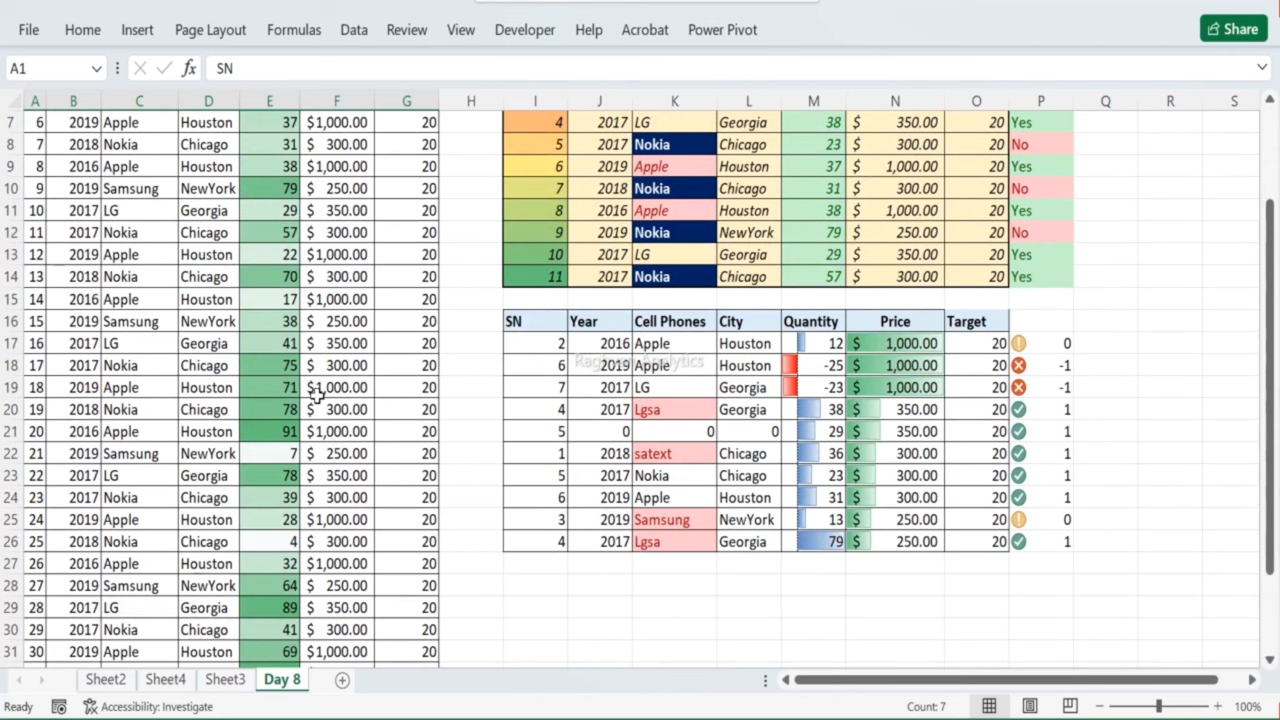 File Home Insert Page Layout Formulas Data Review View Developer Help Acrobat Power Pivot Share
A1 fx SN
A B C D E F G H I J K L M N O P Q R S
7 6 2019 Apple Houston 37 $1,000.00 20 4 2017 LG Georgia 38 $ 350.00 20 Yes
8 7 2018 Nokia Chicago 31 $ 300.00 20 5 2017 Nokia Chicago 23 $ 300.00 20 No
9 8 2016 Apple Houston 38 $1,000.00 20 6 2019 Apple Houston 37 $ 1,000.00 20 Yes
10 9 2019 Samsung NewYork 79 $ 250.00 20 7 2018 Nokia Chicago 31 $ 300.00 20 No
11 10 2017 LG Georgia 29 $ 350.00 20 8 2016 Apple Houston 38 $ 1,000.00 20 Yes
12 11 2017 Nokia Chicago 57 $ 300.00 20 9 2019 Nokia NewYork 79 $ 250.00 20 No
13 12 2019 Apple Houston 22 $1,000.00 20 10 2017 LG Georgia 29 $ 350.00 20 Yes
14 13 2018 Nokia Chicago 70 $ 300.00 20 11 2017 Nokia Chicago 57 $ 300.00 20 Yes
15 14 2016 Apple Houston 17 $1,000.00 20
16 15 2019 Samsung NewYork 38 $ 250.00 20 SN Year Cell Phones City Quantity Price Target
17 16 2017 LG Georgia 41 $ 350.00 20 2 2016 Apple Houston 12 $ 1,000.00 20 0
18 17 2017 Nokia Chicago 75 $ 300.00 20 6 2019 Apple Houston -25 $ 1,000.00 20 -1
19 18 2019 Apple Houston 71 $1,000.00 20 7 2017 LG Georgia -23 $ 1,000.00 20 -1
20 19 2018 Nokia Chicago 78 $ 300.00 20 4 2017 Lgsa Georgia 38 $ 350.00 20 1
21 20 2016 Apple Houston 91 $1,000.00 20 5 0 0 0 29 $ 350.00 20 1
22 21 2019 Samsung NewYork 7 $ 250.00 20 1 2018 satext Chicago 36 $ 300.00 20 1
23 22 2017 LG Georgia 78 $ 350.00 20 5 2017 Nokia Chicago 23 $ 300.00 20 1
24 23 2017 Nokia Chicago 39 $ 300.00 20 6 2019 Apple Houston 31 $ 300.00 20 1
25 24 2019 Apple Houston 28 $1,000.00 20 3 2019 Samsung NewYork 13 $ 250.00 20 0
26 25 2018 Nokia Chicago 4 $ 300.00 20 4 2017 Lgsa Georgia 79 $ 250.00 20 1
27 26 2016 Apple Houston 32 $1,000.00 20
28 27 2019 Samsung NewYork 64 $ 250.00 20
29 28 2017 LG Georgia 89 $ 350.00 20
30 29 2017 Nokia Chicago 41 $ 300.00 20
31 30 2019 Apple Houston 69 $1,000.00 20
Sheet2 Sheet4 Sheet3 Day 8
Ready Accessibility: Investigate Count: 7 100%